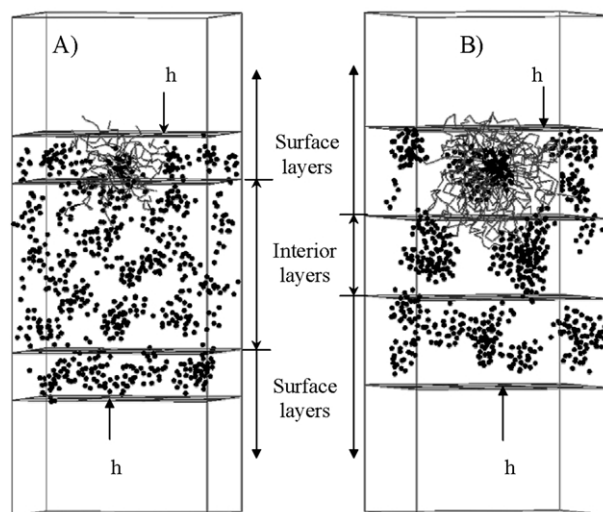 A)
B)
h
h
Surface
layers
Interior
layers
Surface
layers
h
h